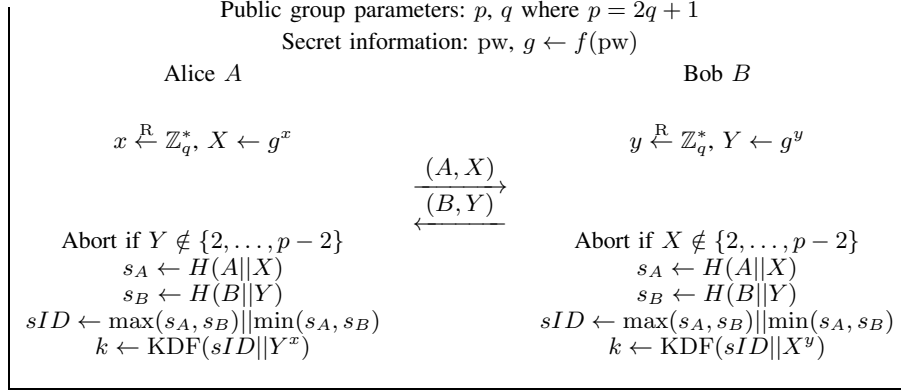 Public group parameters: p, q where p = 2q + 1
Secret information: pw, g ← f(pw)
Alice A Bob B
x ←R ℤ*_q, X ← g^x y ←R ℤ*_q, Y ← g^y
(A, X)
(B, Y)
Abort if Y ∉ {2, . . . , p − 2} Abort if X ∉ {2, . . . , p − 2}
s_A ← H(A||X) s_A ← H(A||X)
s_B ← H(B||Y) s_B ← H(B||Y)
sID ← max(s_A, s_B)||min(s_A, s_B) sID ← max(s_A, s_B)||min(s_A, s_B)
k ← KDF(sID||Y^x) k ← KDF(sID||X^y)